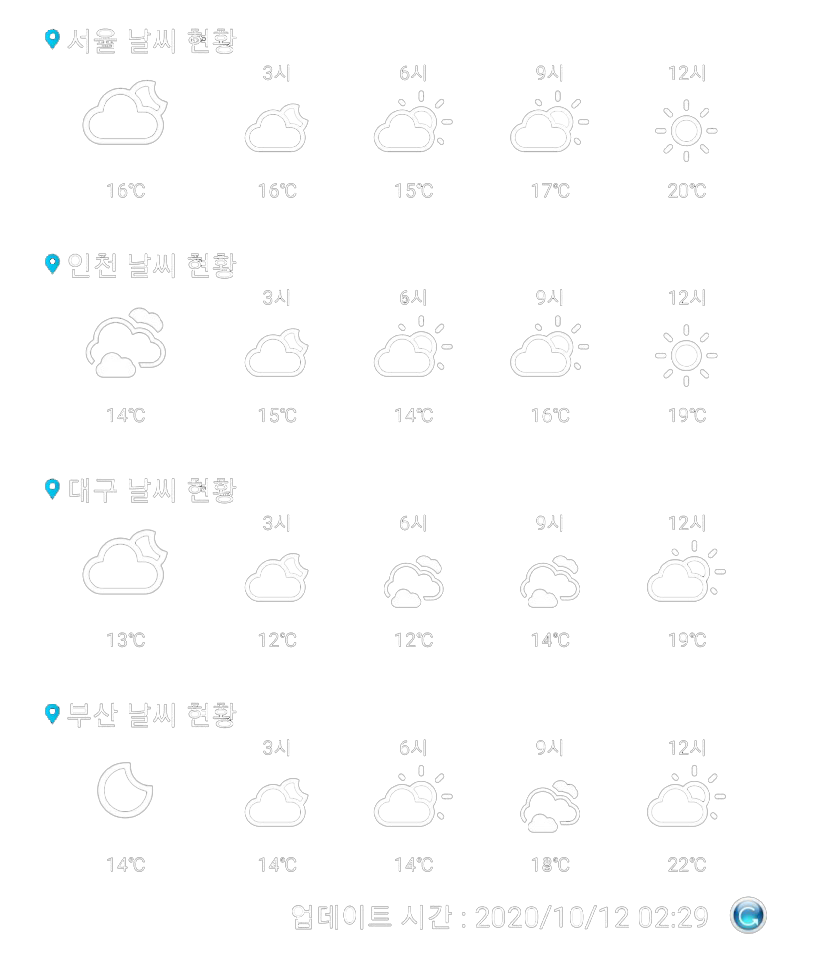 서울 날씨 현황
3시 6시 9시 12시
16℃ 16℃ 15℃ 17℃ 20℃
인천 날씨 현황
3시 6시 9시 12시
14℃ 15℃ 14℃ 16℃ 19℃
대구 날씨 현황
3시 6시 9시 12시
13℃ 12℃ 12℃ 14℃ 19℃
부산 날씨 현황
3시 6시 9시 12시
14℃ 14℃ 14℃ 18℃ 22℃
업데이트 시간 : 2020/10/12 02:29